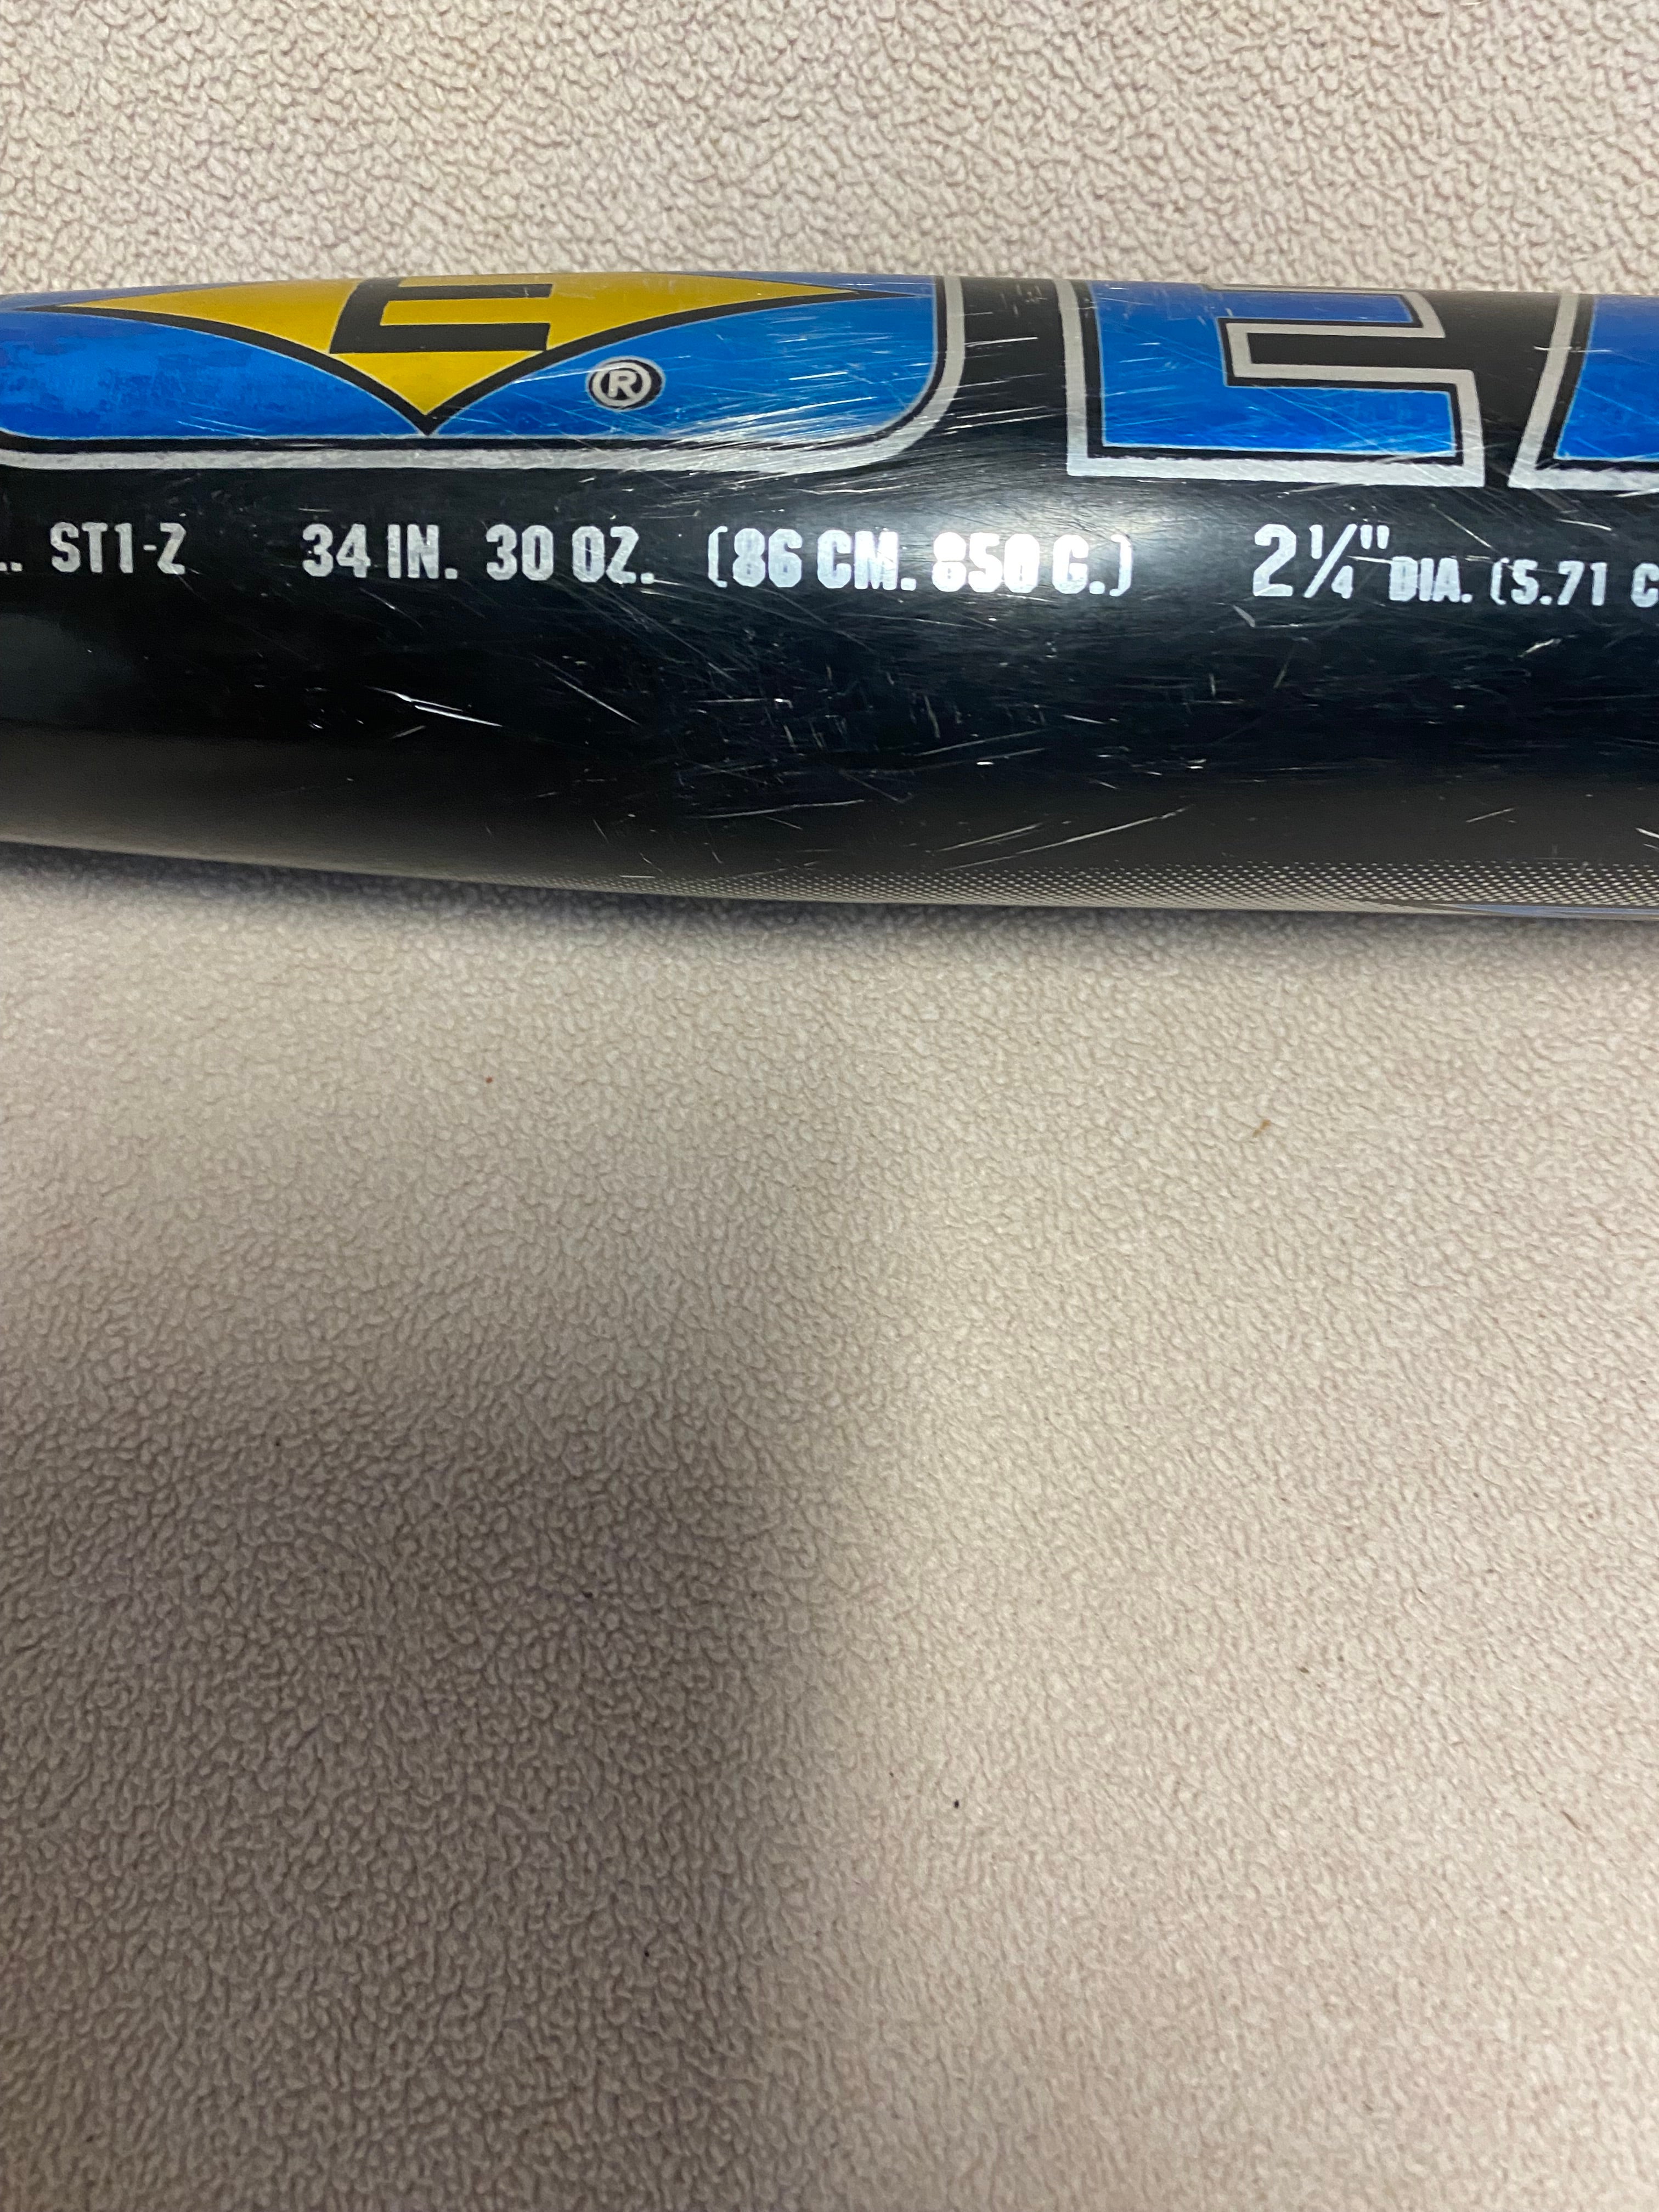 E ®
.. ST1-Z 34 IN. 30 OZ. (86 CM. 850 G.) 2¼" DIA. (5.71 C